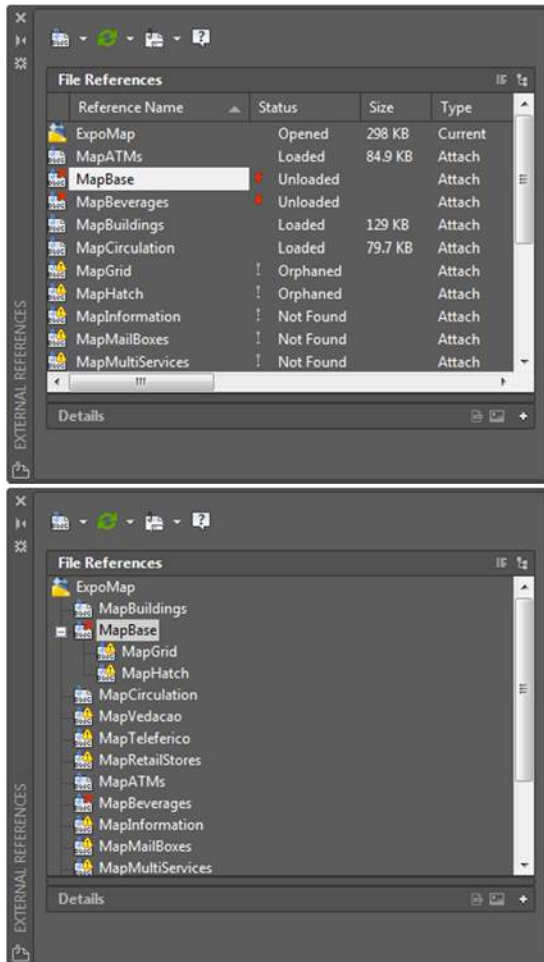 File References
Reference Name Status Size Type
ExpoMap Opened 298 KB Current
MapATMs Loaded 84.9 KB Attach
MapBase Unloaded Attach
MapBeverages Unloaded Attach
MapBuildings Loaded 129 KB Attach
MapCirculation Loaded 79.7 KB Attach
MapGrid ! Orphaned Attach
MapHatch ! Orphaned Attach
MapInformation ! Not Found Attach
MapMailBoxes ! Not Found Attach
MapMultiServices ! Not Found Attach
Details
EXTERNAL REFERENCES
File References
ExpoMap
MapBuildings
MapBase
MapGrid
MapHatch
MapCirculation
MapVedacao
MapTeleferico
MapRetailStores
MapATMs
MapBeverages
MapInformation
MapMailBoxes
MapMultiServices
Details
EXTERNAL REFERENCES